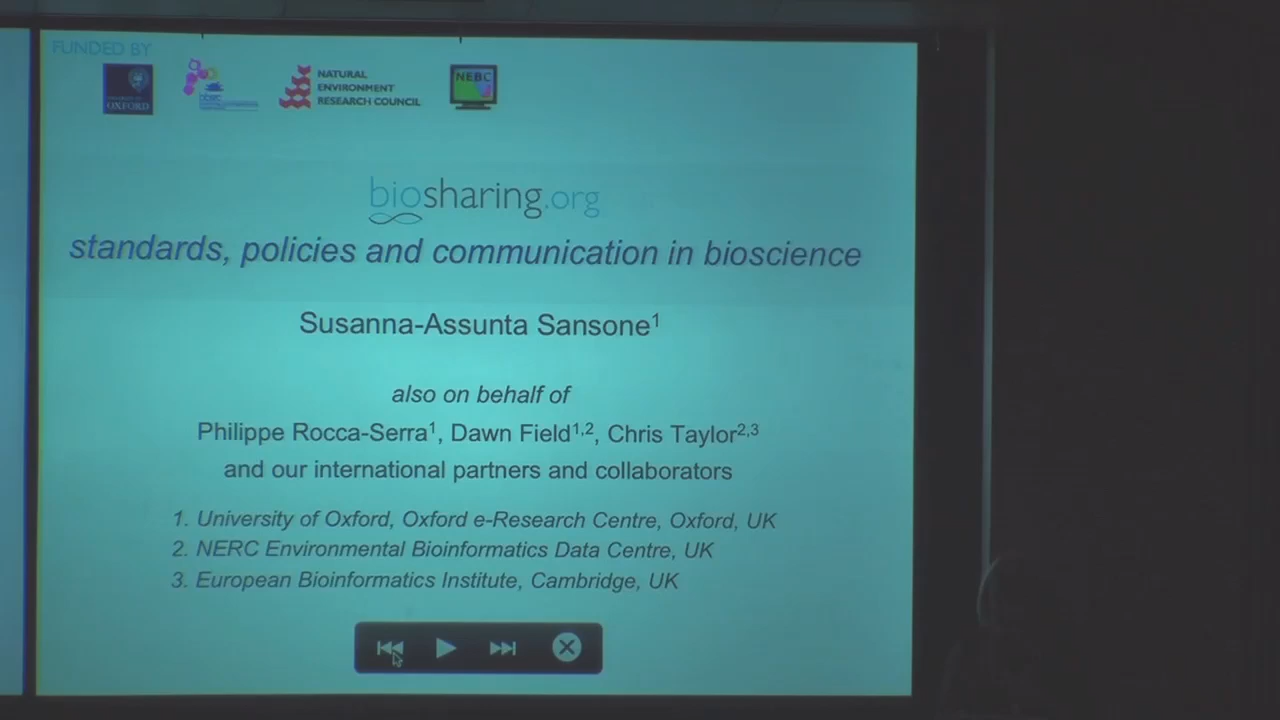 FUNDED BY
OXFORD
NATURAL
ENVIRONMENT
RESEARCH COUNCIL
NEBC
biosharing.org
standards, policies and communication in bioscience
Susanna-Assunta Sansone¹
also on behalf of
Philippe Rocca-Serra¹, Dawn Field¹,², Chris Taylor²,³
and our international partners and collaborators
1. University of Oxford, Oxford e-Research Centre, Oxford, UK
2. NERC Environmental Bioinformatics Data Centre, UK
3. European Bioinformatics Institute, Cambridge, UK